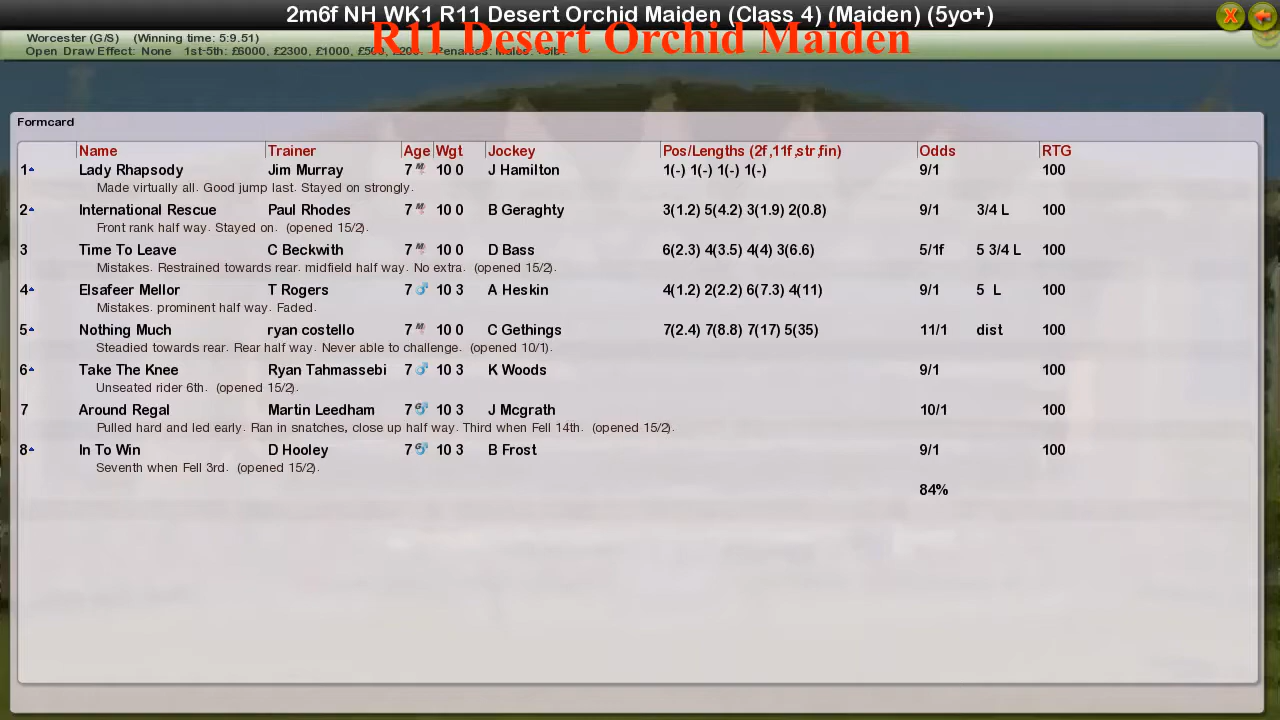 2m6f NH WK1 R11 Desert Orchid Maiden (Class 4) (Maiden) (5yo+)
R11 Desert Orchid Maiden
Worcester (G/S) (Winning time: 5:9.51)
Open Draw Effect: None 1st-5th: £6000, £2300, £1000, £500, £200. Penalties: Males: +3lb.
Formcard
Name Trainer Age Wgt Jockey Pos/Lengths (2f,11f,str,fin) Odds RTG
1 Lady Rhapsody Jim Murray 7 10 0 J Hamilton 1(-) 1(-) 1(-) 1(-) 9/1 100
Made virtually all. Good jump last. Stayed on strongly.
2 International Rescue Paul Rhodes 7 10 0 B Geraghty 3(1.2) 5(4.2) 3(1.9) 2(0.8) 9/1 3/4 L 100
Front rank half way. Stayed on. (opened 15/2).
3 Time To Leave C Beckwith 7 10 0 D Bass 6(2.3) 4(3.5) 4(4) 3(6.6) 5/1f 5 3/4 L 100
Mistakes. Restrained towards rear. midfield half way. No extra. (opened 15/2).
4 Elsafeer Mellor T Rogers 7 10 3 A Heskin 4(1.2) 2(2.2) 6(7.3) 4(11) 9/1 5 L 100
Mistakes. prominent half way. Faded.
5 Nothing Much ryan costello 7 10 0 C Gethings 7(2.4) 7(8.8) 7(17) 5(35) 11/1 dist 100
Steadied towards rear. Rear half way. Never able to challenge. (opened 10/1).
6 Take The Knee Ryan Tahmassebi 7 10 3 K Woods 9/1 100
Unseated rider 6th. (opened 15/2).
7 Around Regal Martin Leedham 7 10 3 J Mcgrath 10/1 100
Pulled hard and led early. Ran in snatches, close up half way. Third when Fell 14th. (opened 15/2).
8 In To Win D Hooley 7 10 3 B Frost 9/1 100
Seventh when Fell 3rd. (opened 15/2).
84%